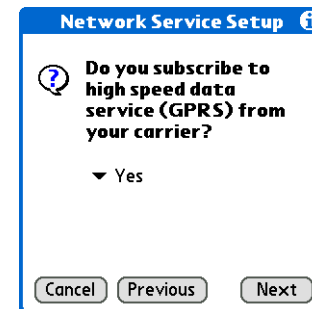 Network Service Setup
Do you subscribe to
high speed data
service (GPRS) from
your carrier?
Yes
Cancel Previous Next